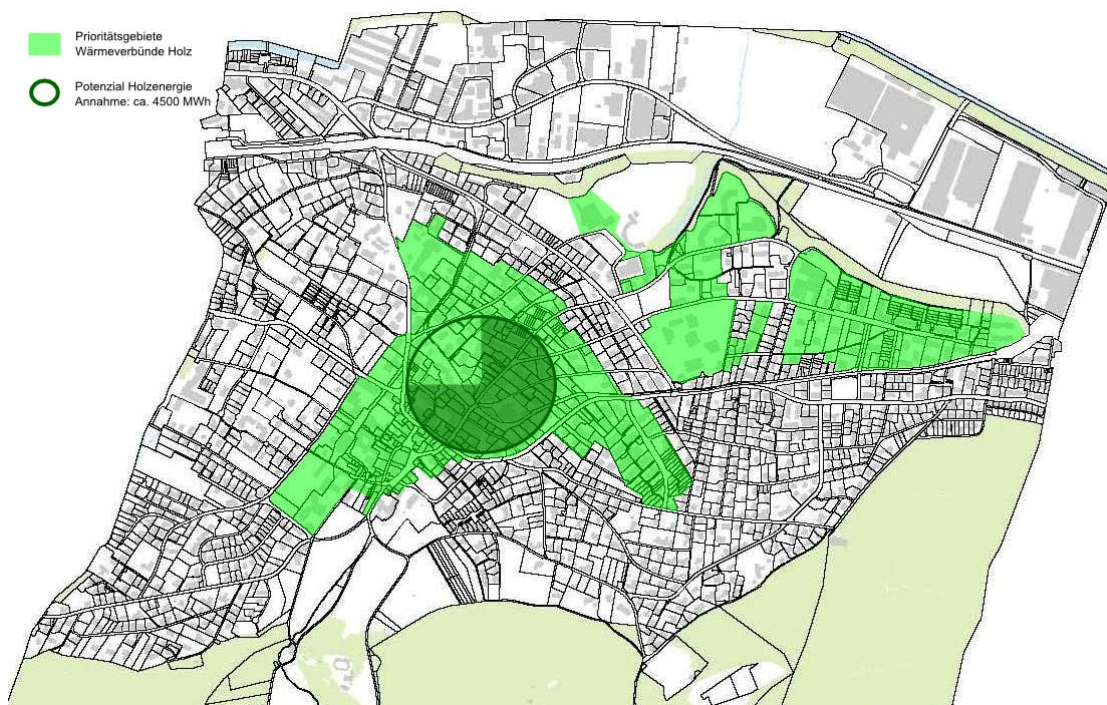 Prioritätsgebiete
Wärmeverbünde Holz
Potenzial Holzenergie
Annahme: ca. 4500 MWh